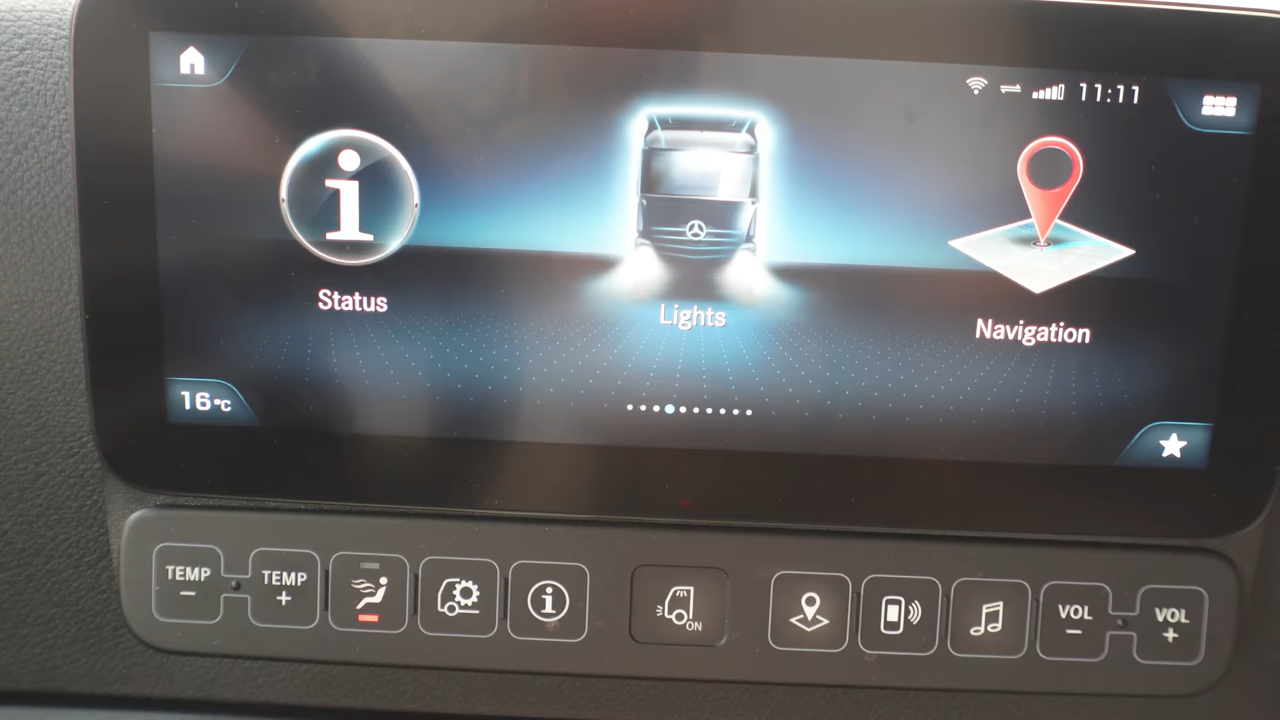 11:11
Status
Lights
Navigation
16°C
TEMP
−
TEMP
+
ON
VOL
−
VOL
+